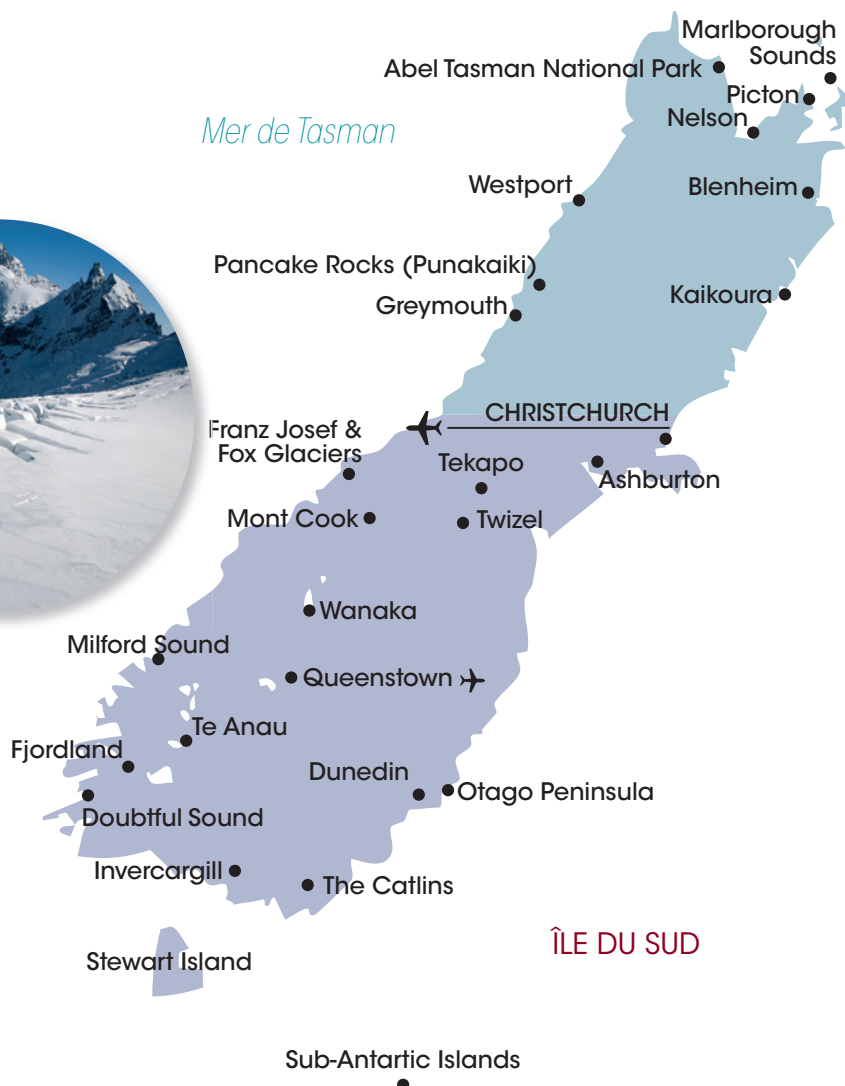 Marlborough
Sounds
Abel Tasman National Park
Picton
Nelson
Mer de Tasman
Westport
Blenheim
Pancake Rocks (Punakaiki)
Kaikoura
Greymouth
CHRISTCHURCH
Franz Josef &
Fox Glaciers
Tekapo
Ashburton
Mont Cook
Twizel
Wanaka
Milford Sound
Queenstown
Te Anau
Fjordland
Dunedin
Otago Peninsula
Doubtful Sound
Invercargill
The Catlins
ÎLE DU SUD
Stewart Island
Sub-Antartic Islands